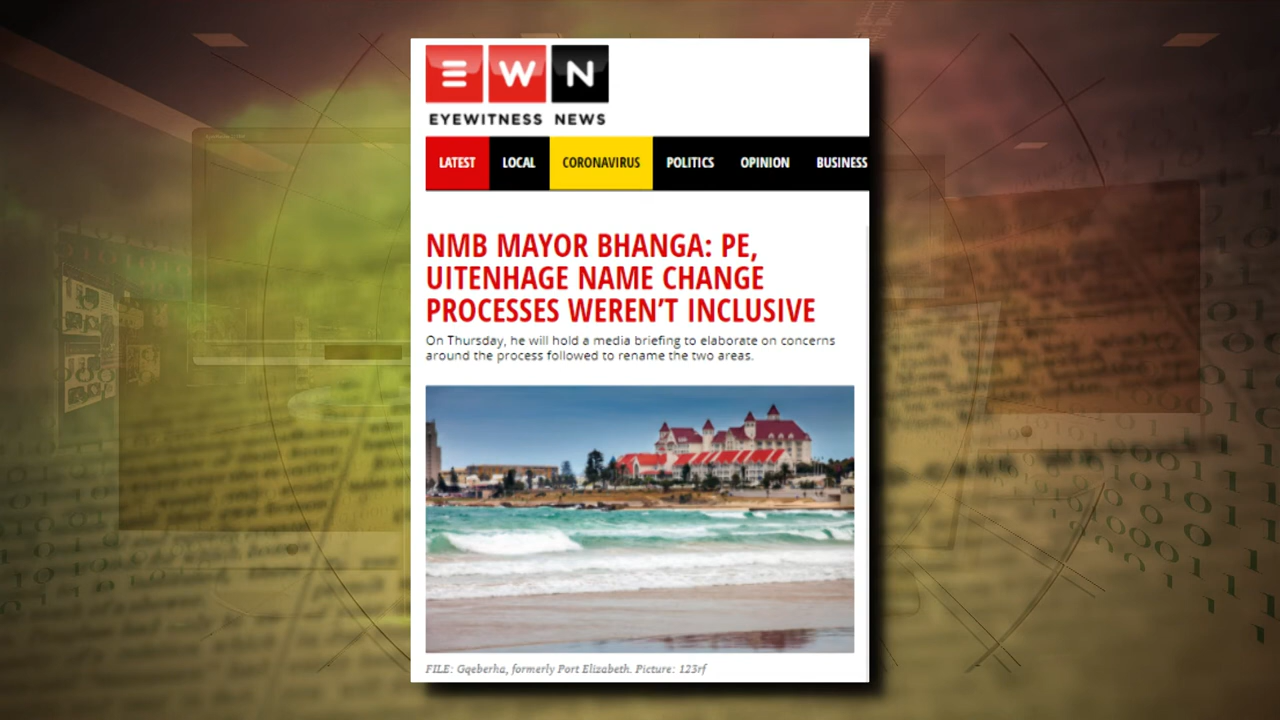 EWN
EYEWITNESS NEWS
LATEST LOCAL CORONAVIRUS POLITICS OPINION BUSINESS
NMB MAYOR BHANGA: PE,
UITENHAGE NAME CHANGE
PROCESSES WEREN'T INCLUSIVE
On Thursday, he will hold a media briefing to elaborate on concerns
around the process followed to rename the two areas.
FILE: Gqeberha, formerly Port Elizabeth. Picture: 123rf